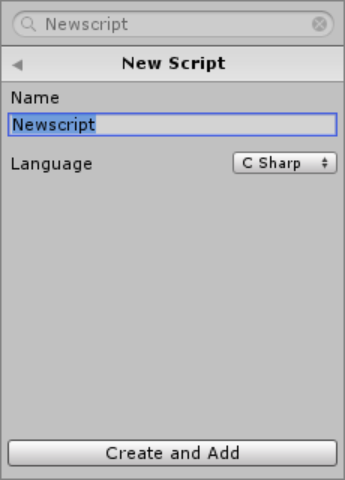 Newscript
New Script
Name
Newscript
Language C Sharp
Create and Add